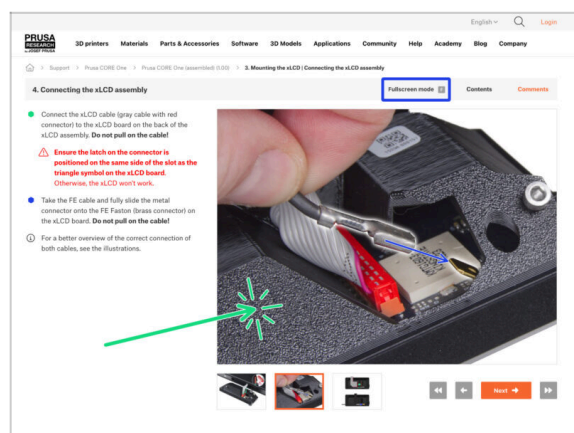 English
Login
PRUSA
RESEARCH
by JOSEF PRUSA
3D printers Materials Parts & Accessories Software 3D Models Applications Community Help Academy Blog Company
Support > Prusa CORE One > Prusa CORE One (assembled) (1.00) > 3. Mounting the xLCD | Connecting the xLCD assembly
4. Connecting the xLCD assembly
Fullscreen mode F
Contents
Comments
Connect the xLCD cable (gray cable with red
connector) to the xLCD board on the back of the
xLCD assembly. Do not pull on the cable!
Ensure the latch on the connector is
positioned on the same side of the slot as the
triangle symbol on the xLCD board.
Otherwise, the xLCD won't work.
Take the FE cable and fully slide the metal
connector onto the FE Faston (brass connector) on
the xLCD board. Do not pull on the cable!
For a better overview of the correct connection of
both cables, see the illustrations.
Next